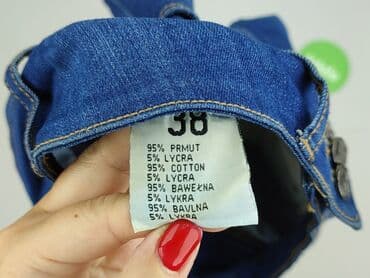 38
95% PRMUT
5% LYCRA
95% COTTON
5% LYCRA
95% BAWEŁNA
5% LYKRA
95% BAVLNA
5% LYKRA